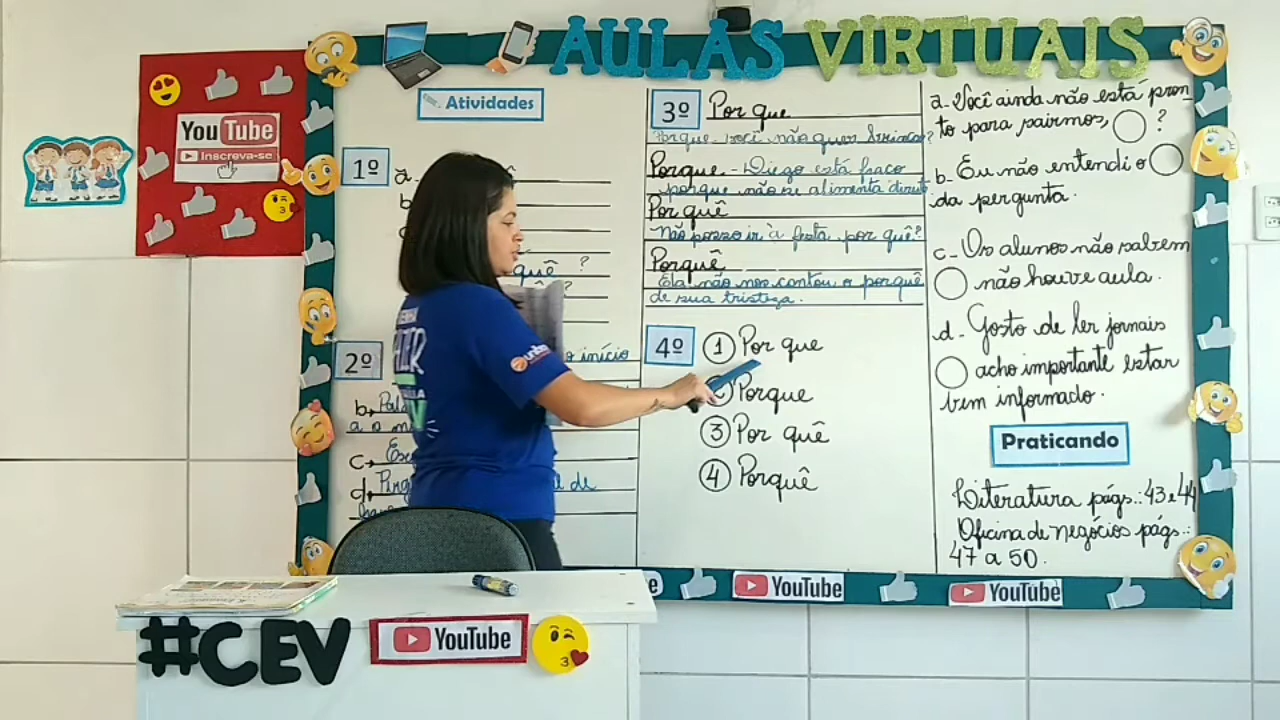 AULAS VIRTUAIS
YouTube
Inscreva-se
Atividades
1º
a-
b
quê ?
?
2º
o início
b,
a o m
c,
d,
de
3º Por que
Porque você não quer brincar?
Porque - Diego está fraco
porque não se alimenta direito
Por quê
Não posso ir à festa, por quê?
Porquê
Ela não nos contou o porquê
de sua tristeza.
4º
1 Por que
2 Porque
3 Por quê
4 Porquê
a- Você ainda não está pron-
to para sairmos, ?
b- Eu não entendi o
da pergunta.
c- Os alunos não sabem
não houve aula.
d- Gosto de ler jornais
acho importante estar
bem informado.
Praticando
Literatura págs.: 43 e 44
Oficina de negócios págs.:
47 a 50.
YouTube
YouTube
#CEV
YouTube